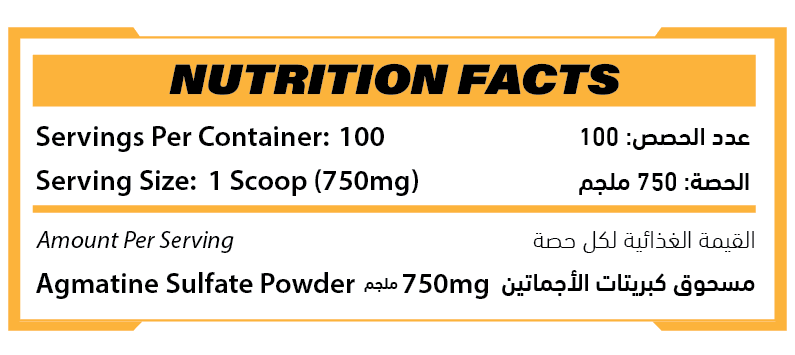 NUTRITION FACTS
Servings Per Container: 100 عدد الحصص: 100
Serving Size: 1 Scoop (750mg) الحصة: 750 ملجم
Amount Per Serving القيمة الغذائية لكل حصة
Agmatine Sulfate Powder ملجم 750mg مسحوق كبريتات الأجماتين